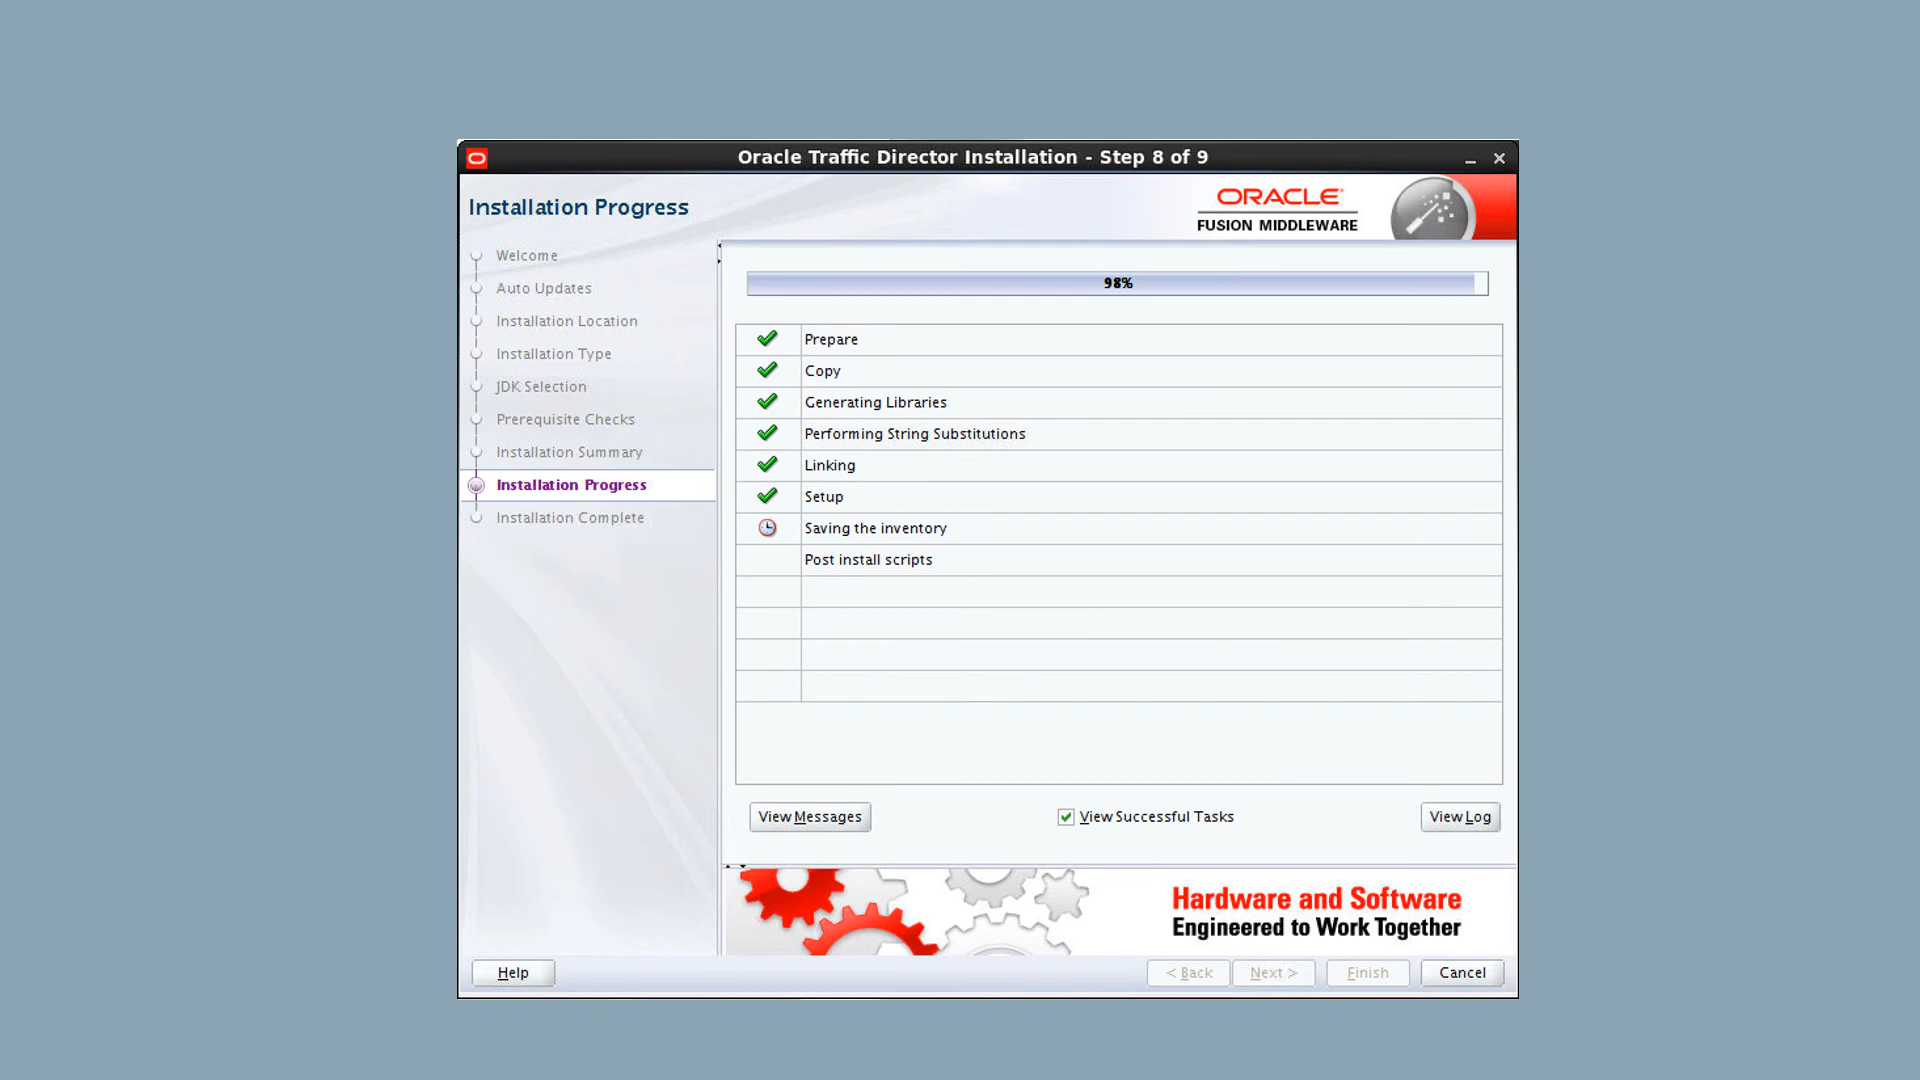 Oracle Traffic Director Installation - Step 8 of 9
Installation Progress
ORACLE
FUSION MIDDLEWARE
Welcome
Auto Updates
Installation Location
Installation Type
JDK Selection
Prerequisite Checks
Installation Summary
Installation Progress
Installation Complete
98%
Prepare
Copy
Generating Libraries
Performing String Substitutions
Linking
Setup
Saving the inventory
Post install scripts
View Messages
View Successful Tasks
View Log
Hardware and Software
Engineered to Work Together
Help
< Back
Next >
Finish
Cancel